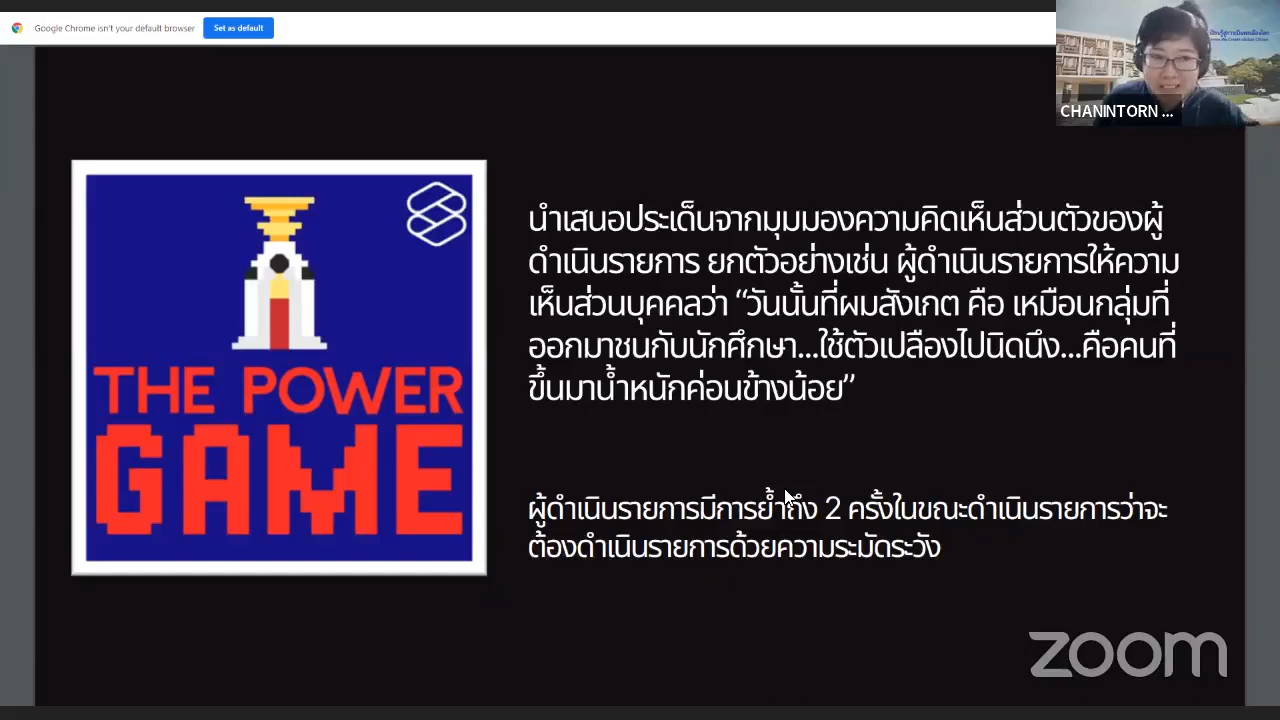 Google Chrome isn't your default browser
Set as default
CHANINTORN ...
THE POWER
GAME
นำเสนอประเด็นจากมุมมองความคิดเห็นส่วนตัวของผู้
ดำเนินรายการ ยกตัวอย่างเช่น ผู้ดำเนินรายการให้ความ
เห็นส่วนบุคคลว่า “วันนั้นที่ผมสังเกต คือ เหมือนกลุ่มที่
ออกมาชนกับนักศึกษา...ใช้ตัวเปลืองไปนิดนึง...คือคนที่
ขึ้นมาน้ำหนักค่อนข้างน้อย”
ผู้ดำเนินรายการมีการย้ำถึง 2 ครั้งในขณะดำเนินรายการว่าจะ
ต้องดำเนินรายการด้วยความระมัดระวัง
zoom